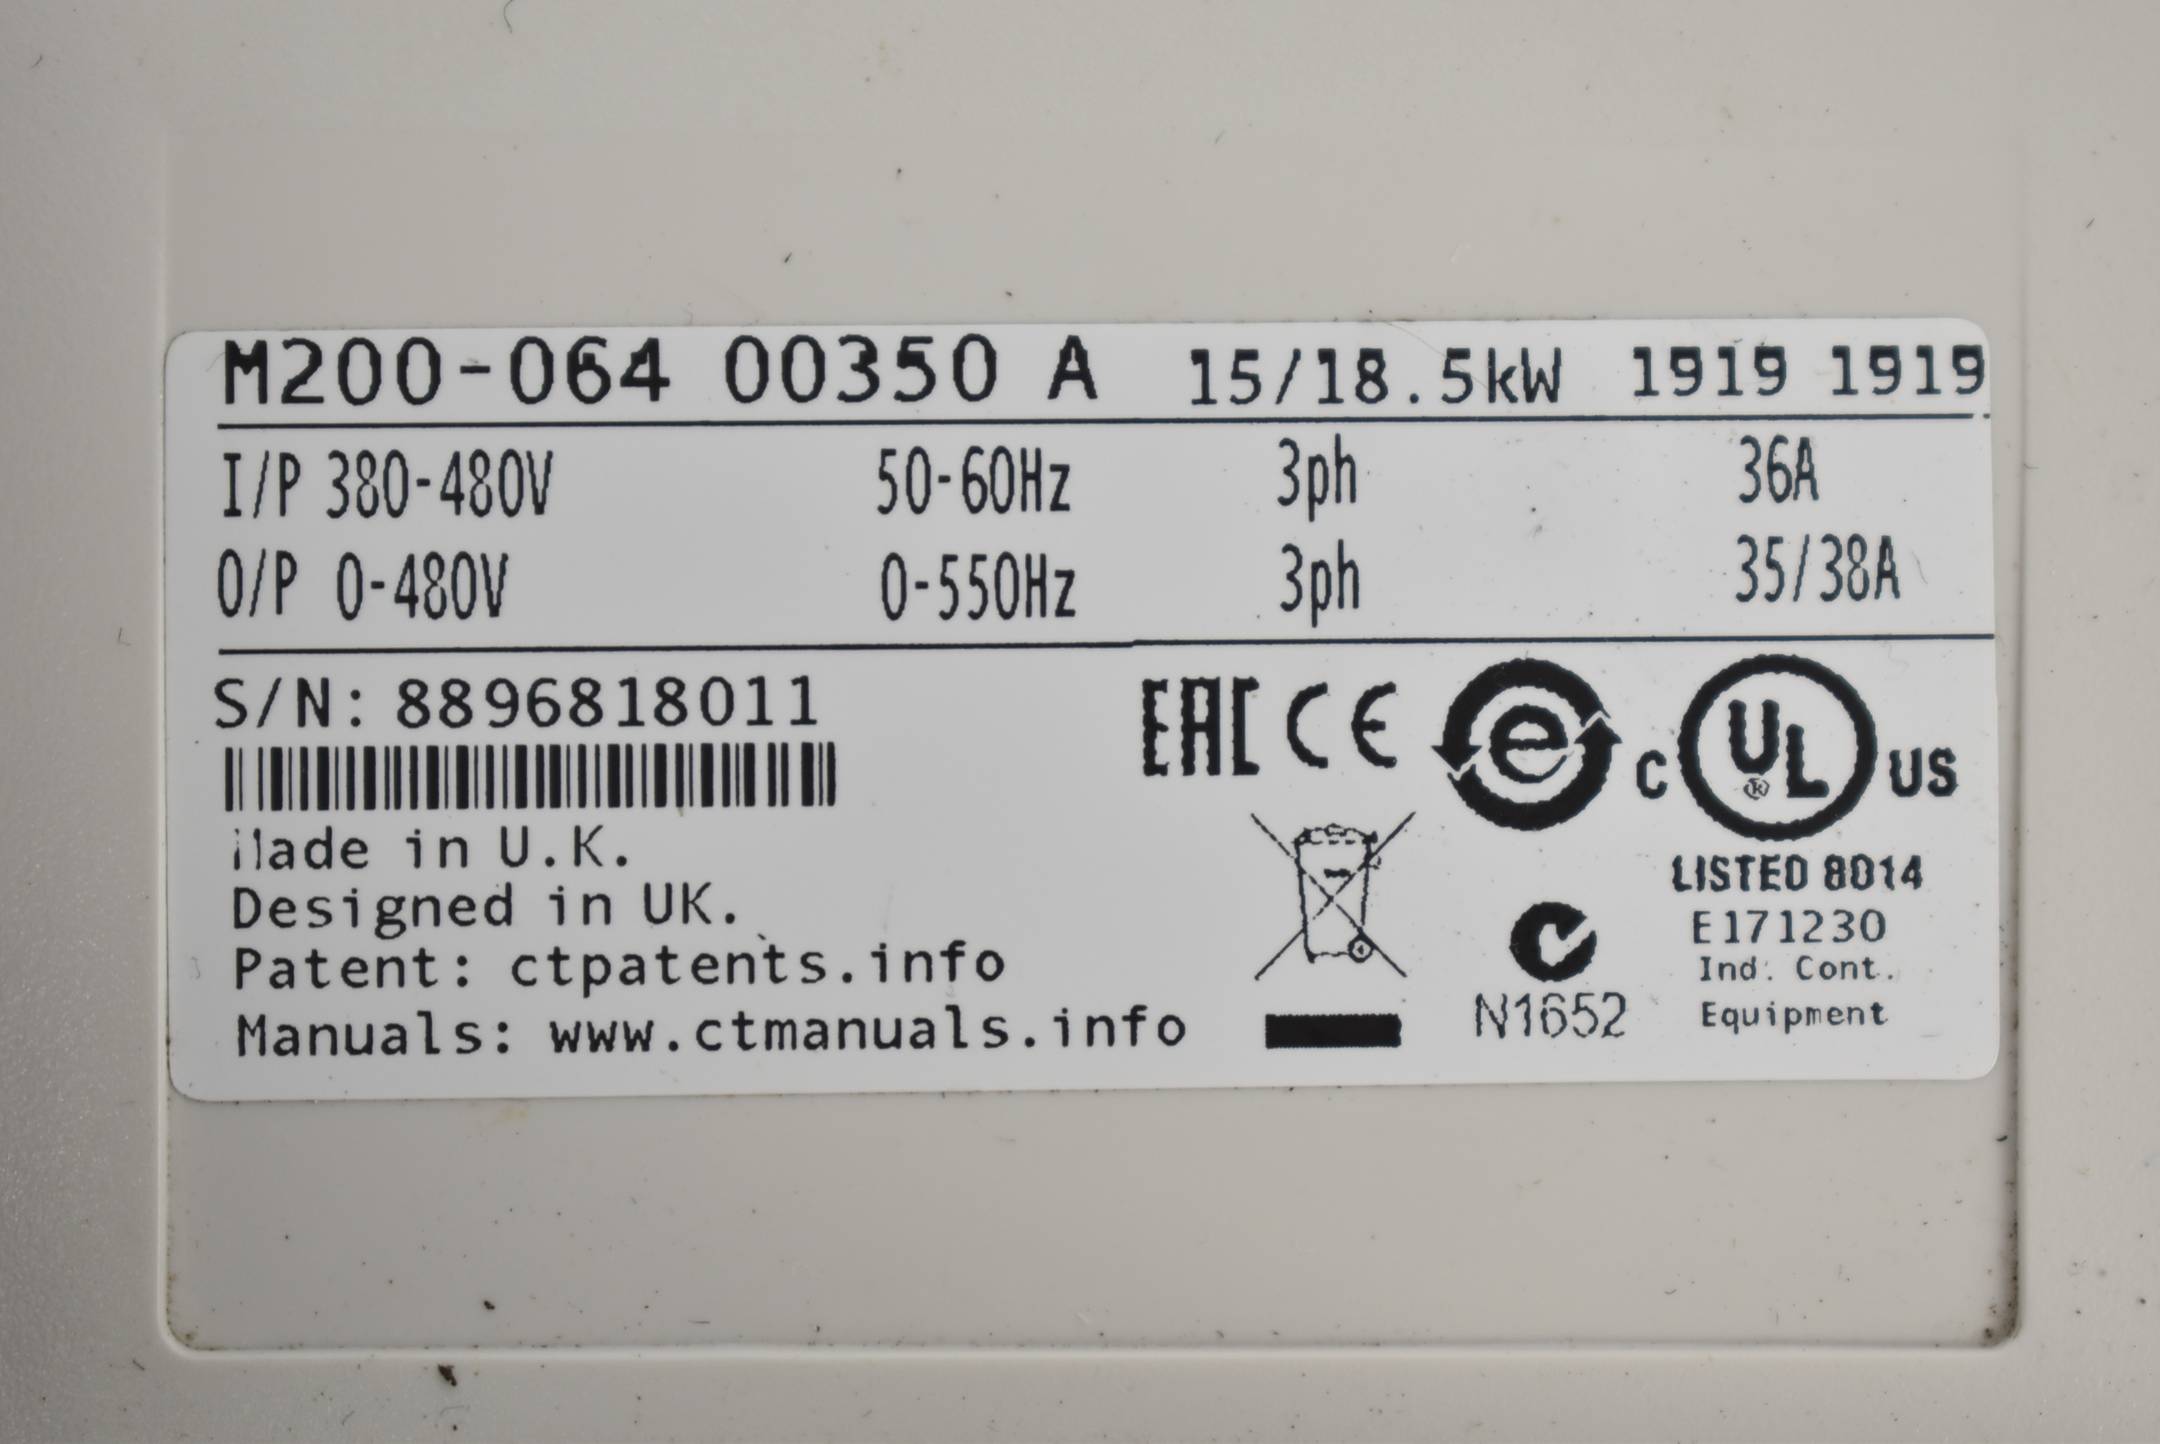 M200-064 00350 A 15/18.5kW 1919 1919
I/P 380-480V 50-60Hz 3ph 36A
O/P 0-480V 0-550Hz 3ph 35/38A
S/N: 8896818011
EAC CE e C UL US
Made in U.K.
LISTED 8D14
Designed in UK.
E171230
Patent: ctpatents.info
Ind. Cont.
Manuals: www.ctmanuals.info
N1652
Equipment